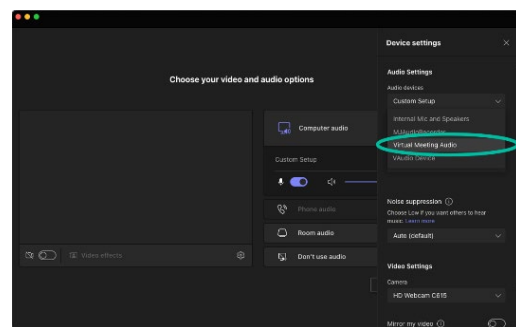 Device settings
Choose your video and audio options
Audio Settings
Audio devices
Custom Setup
Internal Mic and Speakers
Virtual Meeting Audio
VAudio Device
Computer audio
Custom Setup
Phone audio
Room audio
Don't use audio
Video effects
Noise suppression
Choose Low if you want others to hear
music. Learn more
Auto (default)
Video Settings
Camera
HD Webcam C615
Mirror my video